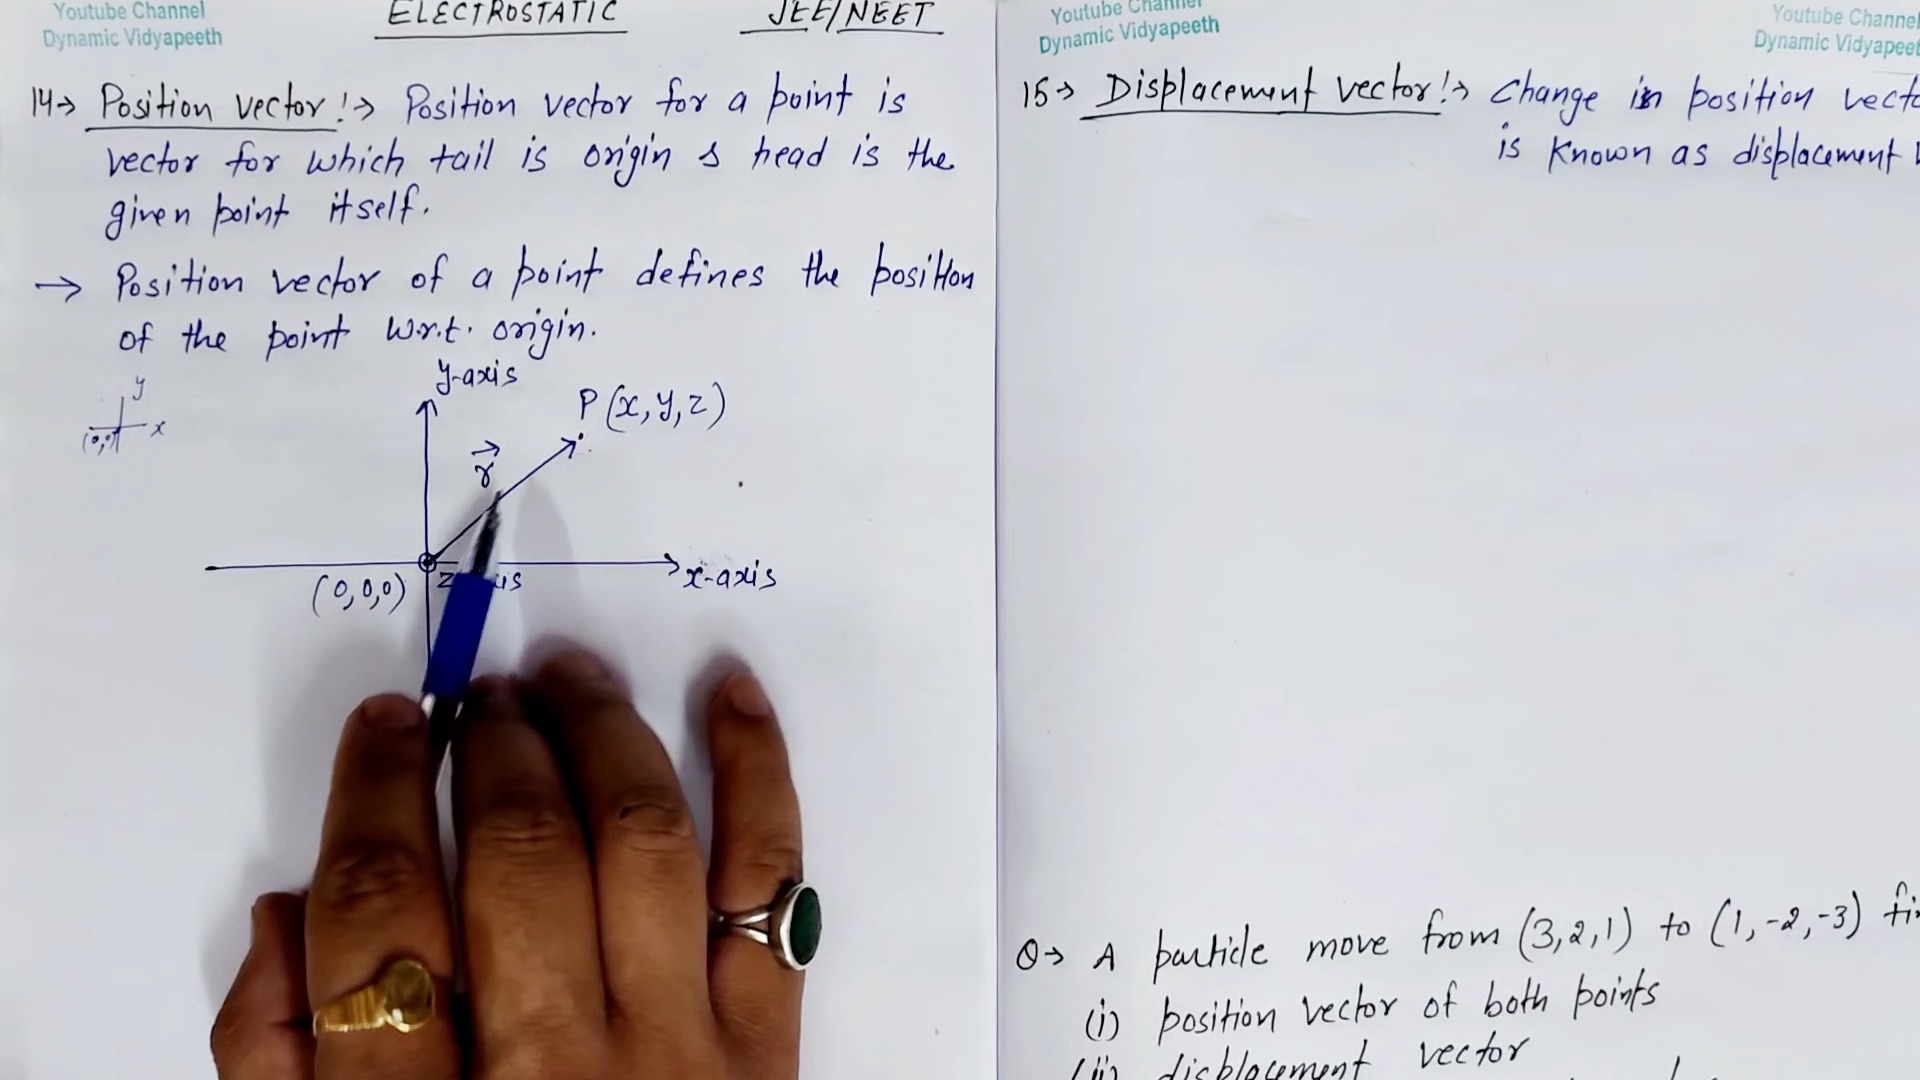 Youtube Channel
Dynamic Vidyapeeth
ELECTROSTATIC JEE/NEET
14→ Position vector!→ Position vector for a point is
vector for which tail is origin & head is the
given point itself.
→ Position vector of a point defines the position
of the point w.r.t. origin.
y
x
(0,0)
y-axis
P(x,y,z)
r
x-axis
(0,0,0)
Youtube Channel
Dynamic Vidyapeeth
Youtube Channel
Dynamic Vidyapeet
15→ Displacement vector!→ Change in position
is known as displacement
Q→ A particle move from (3,2,1) to (1,-2,-3)
(i) position vector of both points
(ii) displacement vector